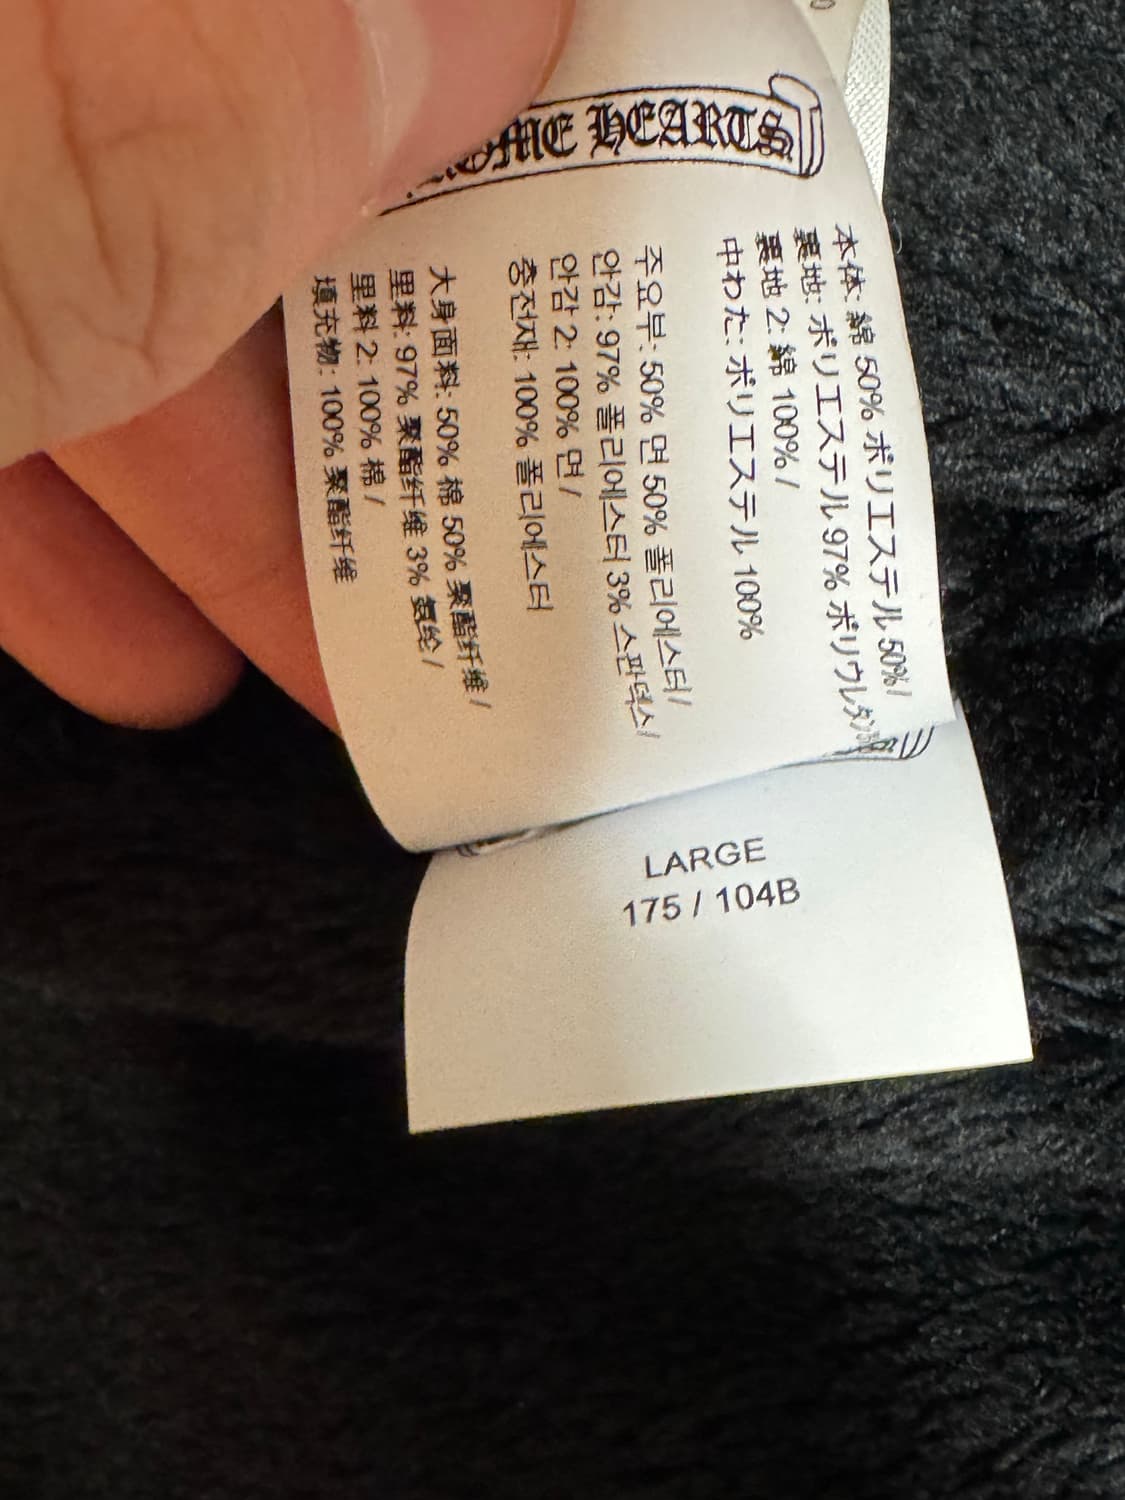 HEARTS
本体: 綿 50% ポリエステル 50% /
裏地: ポリエステル 97% ポリウレタン
裏地 2: 綿 100% /
中わた: ポリエステル 100%
주요부: 50% 면 50% 폴리에스터 /
안감: 97% 폴리에스터 3% 스판덱스 /
안감 2: 100% 면 /
충전재: 100% 폴리에스터
大身面料: 50% 棉 50% 聚酯纤维 /
里料: 97% 聚酯纤维 3% 氨纶 /
里料 2: 100% 棉 /
填充物: 100% 聚酯纤维
LARGE
175 / 104B